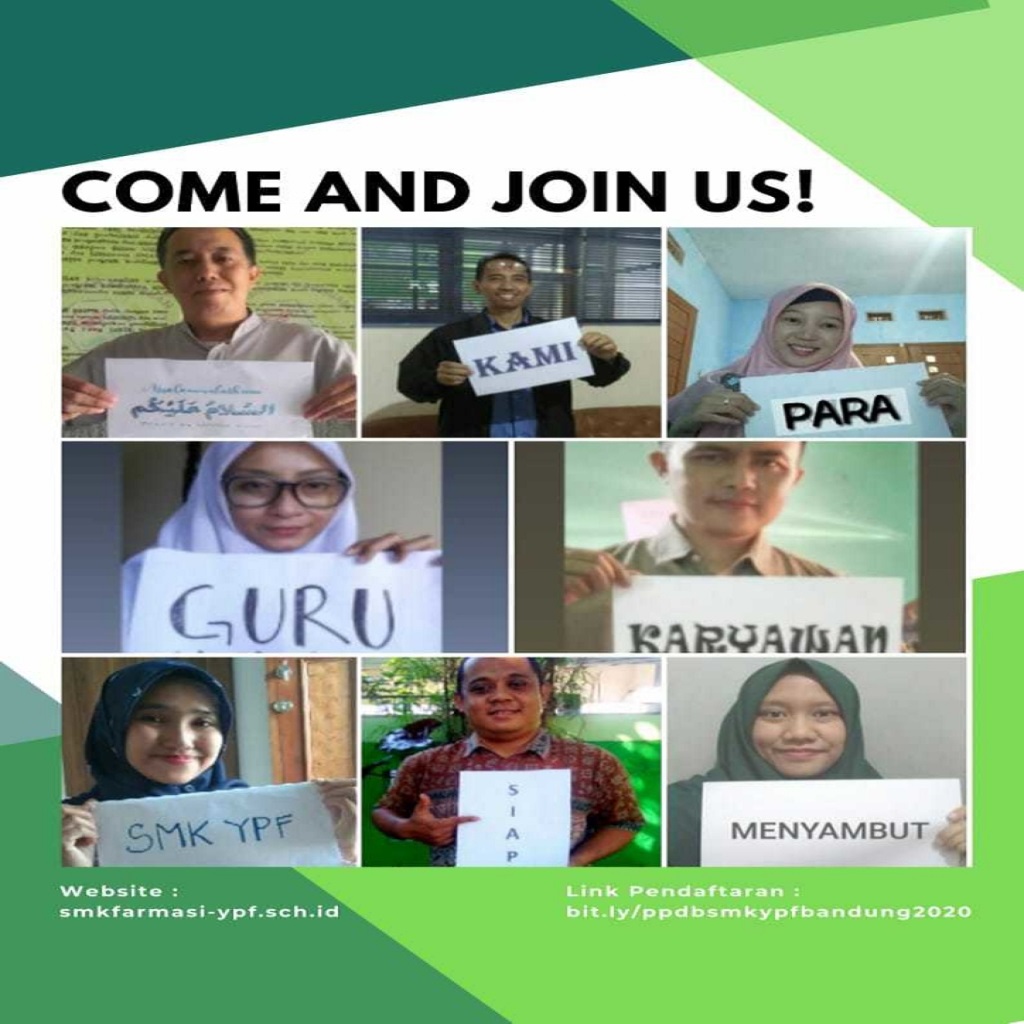 COME AND JOIN US!
السلام عليكم
KAMI
PARA
GURU
KARYAWAN
SMK YPF
S
I
A
P
MENYAMBUT
Website :
smkfarmasi-ypf.sch.id
Link Pendaftaran :
bit.ly/ppdbsmkypfbandung2020